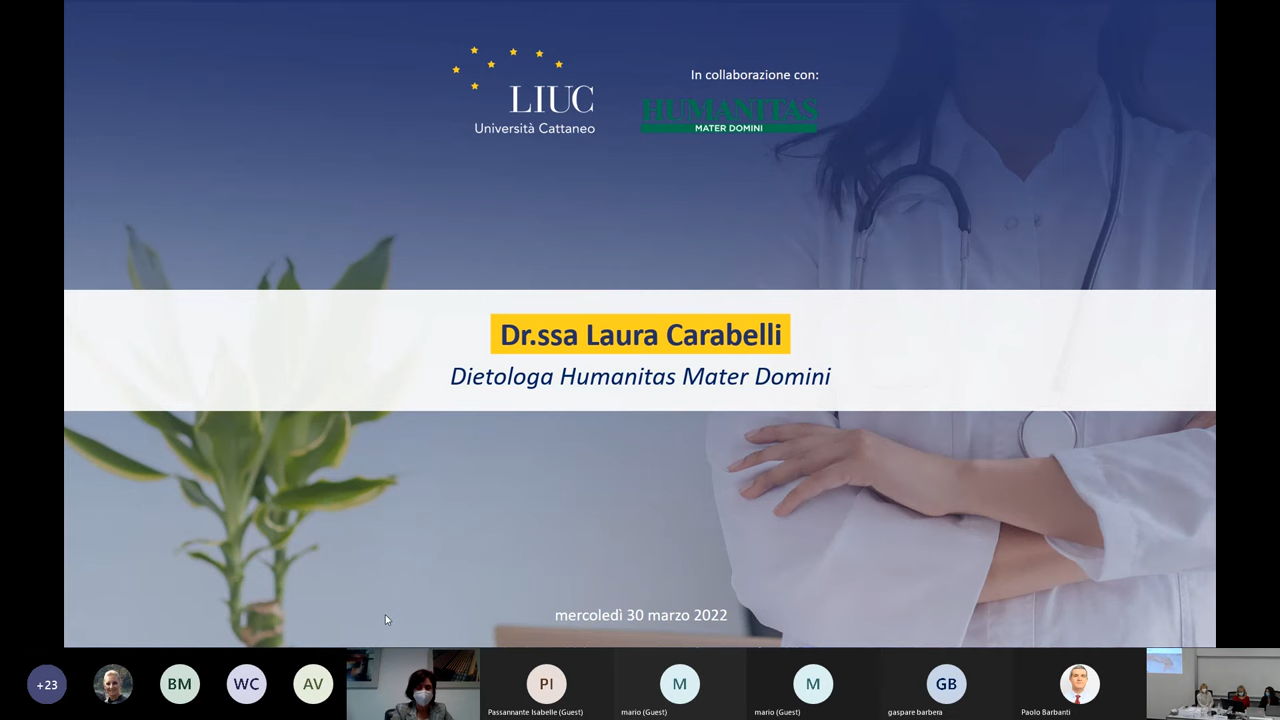 LIUC
Università Cattaneo
In collaborazione con:
HUMANITAS
MATER DOMINI
Dr.ssa Laura Carabelli
Dietologa Humanitas Mater Domini
mercoledì 30 marzo 2022
+23
BM
WC
AV
PI
Passannante Isabelle (Guest)
M
mario (Guest)
M
mario (Guest)
GB
gaspare barbera
Paolo Barbanti